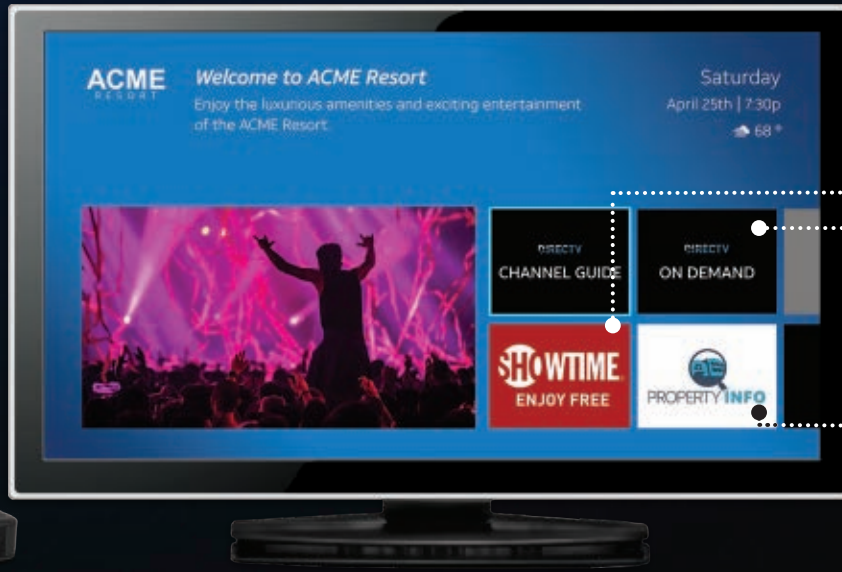 ACME
RESORT
Welcome to ACME Resort
Enjoy the luxurious amenities and exciting entertainment
of the ACME Resort.
Saturday
April 25th | 7:30p
68°
DIRECTV
CHANNEL GUIDE
DIRECTV
ON DEMAND
SHOWTIME
ENJOY FREE
PROPERTY INFO